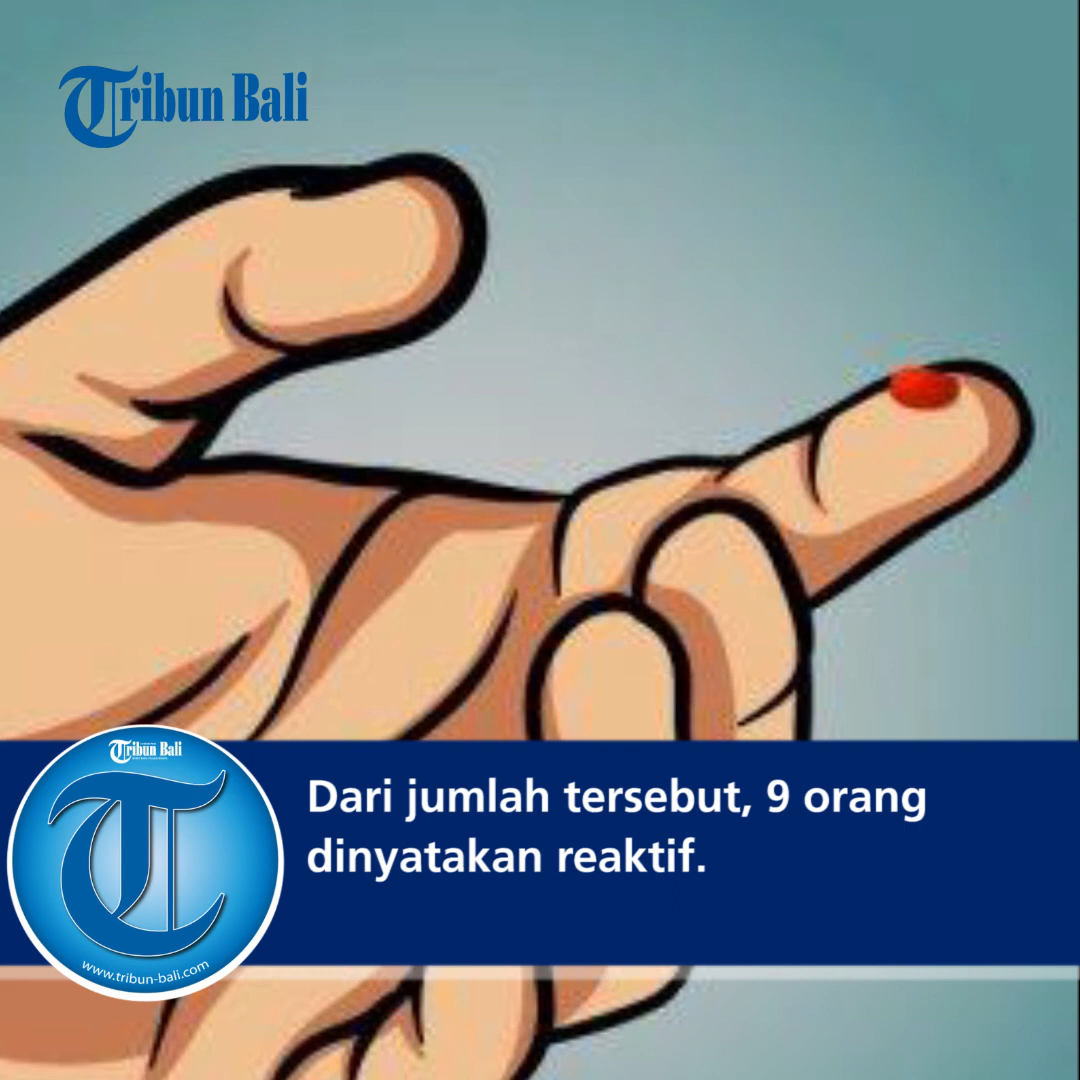 Tribun Bali
Dari jumlah tersebut, 9 orang
dinyatakan reaktif.
Tribun Bali
T
www.tribun-bali.com